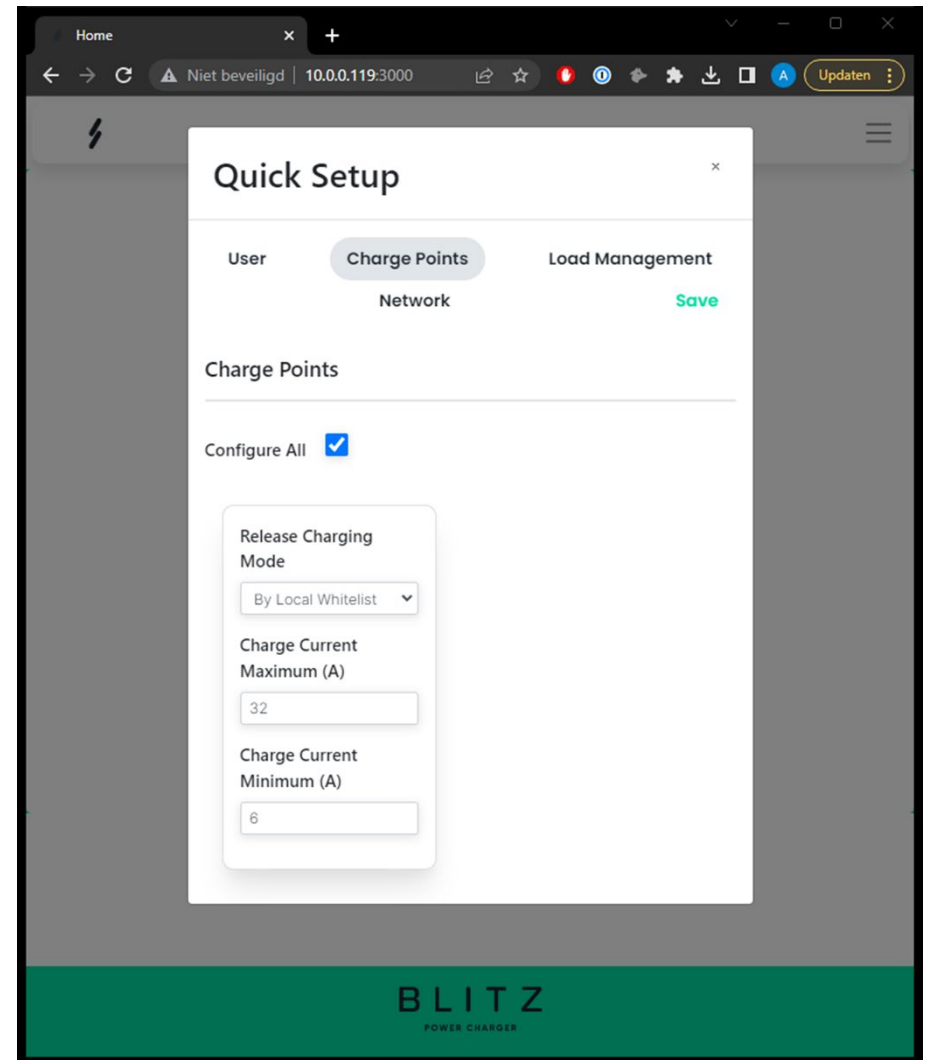 Home
Niet beveiligd
10.0.0.119:3000
A
Updaten
Quick Setup
User
Charge Points
Load Management
Network
Save
Charge Points
Configure All
Release Charging
Mode
By Local Whitelist
Charge Current
Maximum (A)
32
Charge Current
Minimum (A)
6
BLITZ
POWER CHARGER